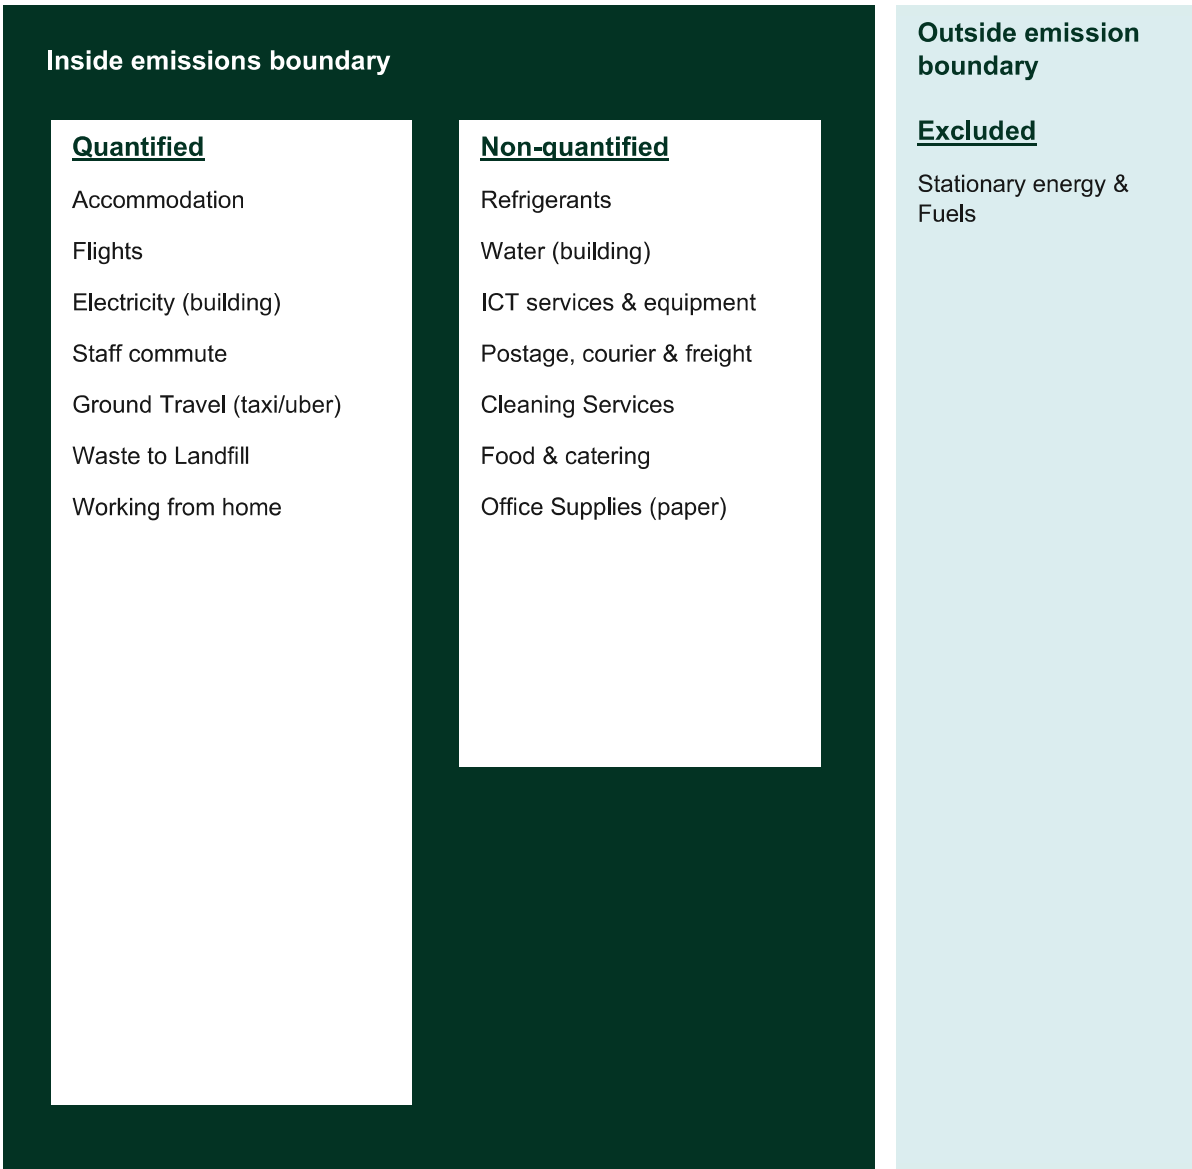 Inside emissions boundary
Quantified
Accommodation
Flights
Electricity (building)
Staff commute
Ground Travel (taxi/uber)
Waste to Landfill
Working from home
Non-quantified
Refrigerants
Water (building)
ICT services & equipment
Postage, courier & freight
Cleaning Services
Food & catering
Office Supplies (paper)
Outside emission
boundary
Excluded
Stationary energy &
Fuels